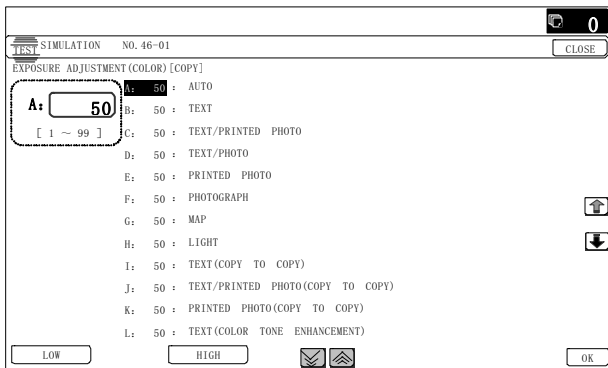 0
TEST SIMULATION NO. 46-01
CLOSE
EXPOSURE ADJUSTMENT(COLOR)[COPY]
A: 50
[ 1 ~ 99 ]
A: 50 : AUTO
B: 50 : TEXT
C: 50 : TEXT/PRINTED PHOTO
D: 50 : TEXT/PHOTO
E: 50 : PRINTED PHOTO
F: 50 : PHOTOGRAPH
G: 50 : MAP
H: 50 : LIGHT
I: 50 : TEXT(COPY TO COPY)
J: 50 : TEXT/PRINTED PHOTO(COPY TO COPY)
K: 50 : PRINTED PHOTO(COPY TO COPY)
L: 50 : TEXT(COLOR TONE ENHANCEMENT)
LOW HIGH OK